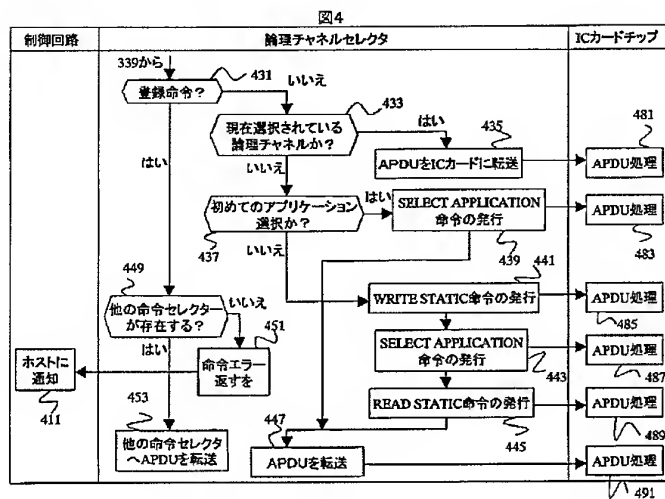 図4
制御回路
論理チャネルセレクタ
ICカードチップ
339から
431
登録命令?
いいえ
433
現在選択されている
論理チャネルか?
はい
435
481
APDUをICカードに転送
APDU処理
はい
いいえ
初めてのアプリケーション
選択か?
はい
SELECT APPLICATION
命令の発行
APDU処理
437
439
483
いいえ
449
441
他の命令セレクター
が存在する?
いいえ
WRITE STATIC命令の発行
APDU処理
485
はい
451
SELECT APPLICATION
命令の発行
APDU処理
443
487
ホストに
通知
命令エラー
返すを
411
READ STATIC命令の発行
APDU処理
453
447
445
489
他の命令セレクタ
へAPDUを転送
APDUを転送
APDU処理
491